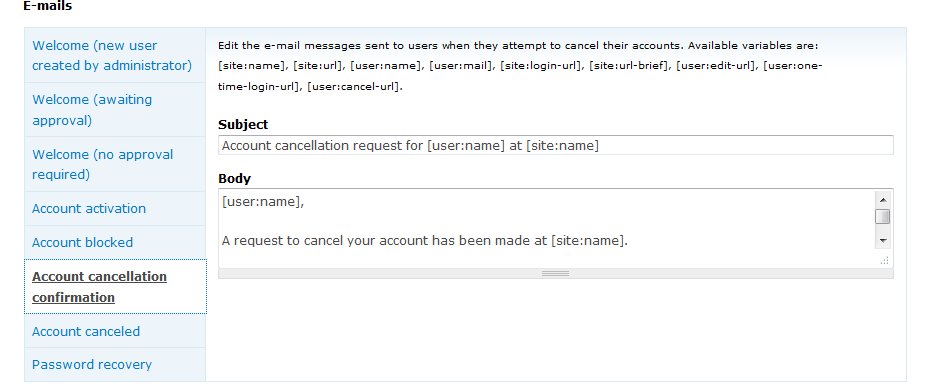 E-mails
Welcome (new user
created by administrator)
Welcome (awaiting
approval)
Welcome (no approval
required)
Account activation
Account blocked
Account cancellation
confirmation
Account canceled
Password recovery
Edit the e-mail messages sent to users when they attempt to cancel their accounts. Available variables are:
[site:name], [site:url], [user:name], [user:mail], [site:login-url], [site:url-brief], [user:edit-url], [user:one-
time-login-url], [user:cancel-url].
Subject
Account cancellation request for [user:name] at [site:name]
Body
[user:name],
A request to cancel your account has been made at [site:name].